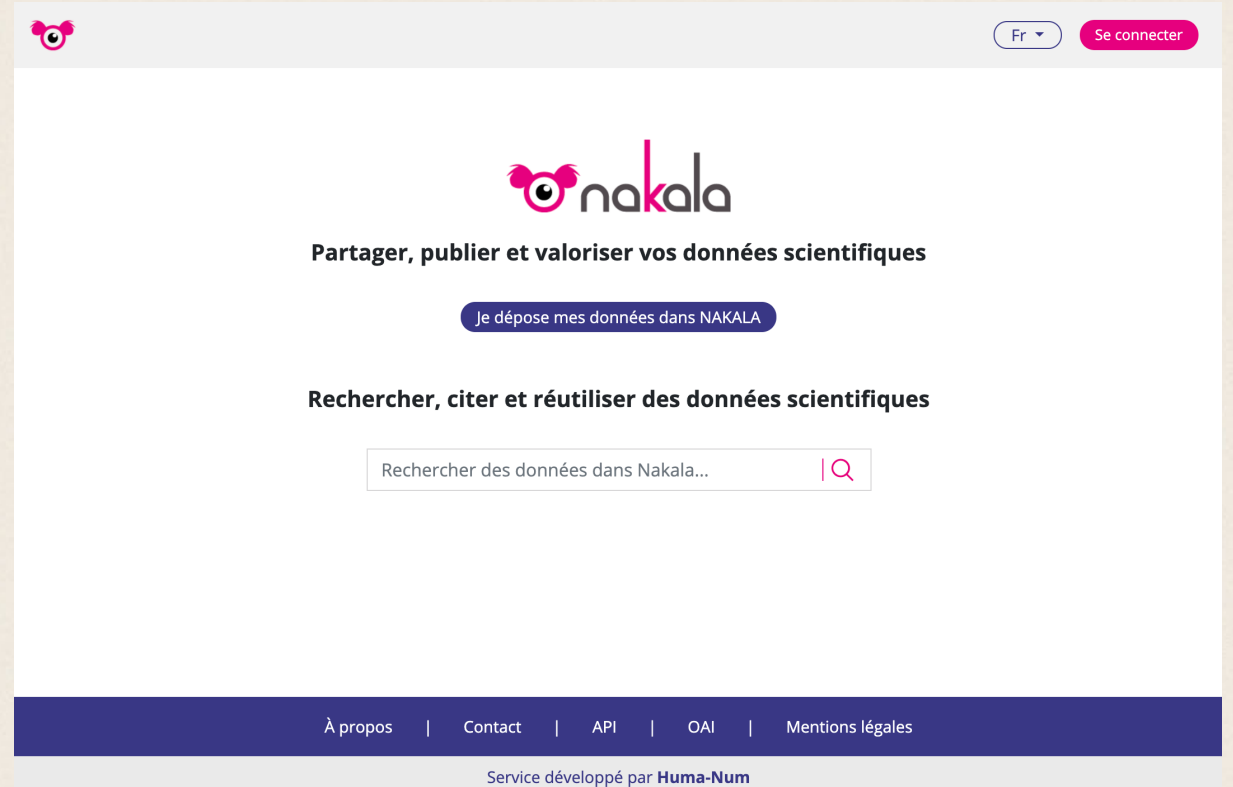 Fr
Se connecter
nakala
Partager, publier et valoriser vos données scientifiques
Je dépose mes données dans NAKALA
Rechercher, citer et réutiliser des données scientifiques
Rechercher des données dans Nakala...
À propos | Contact | API | OAI | Mentions légales
Service développé par Huma-Num